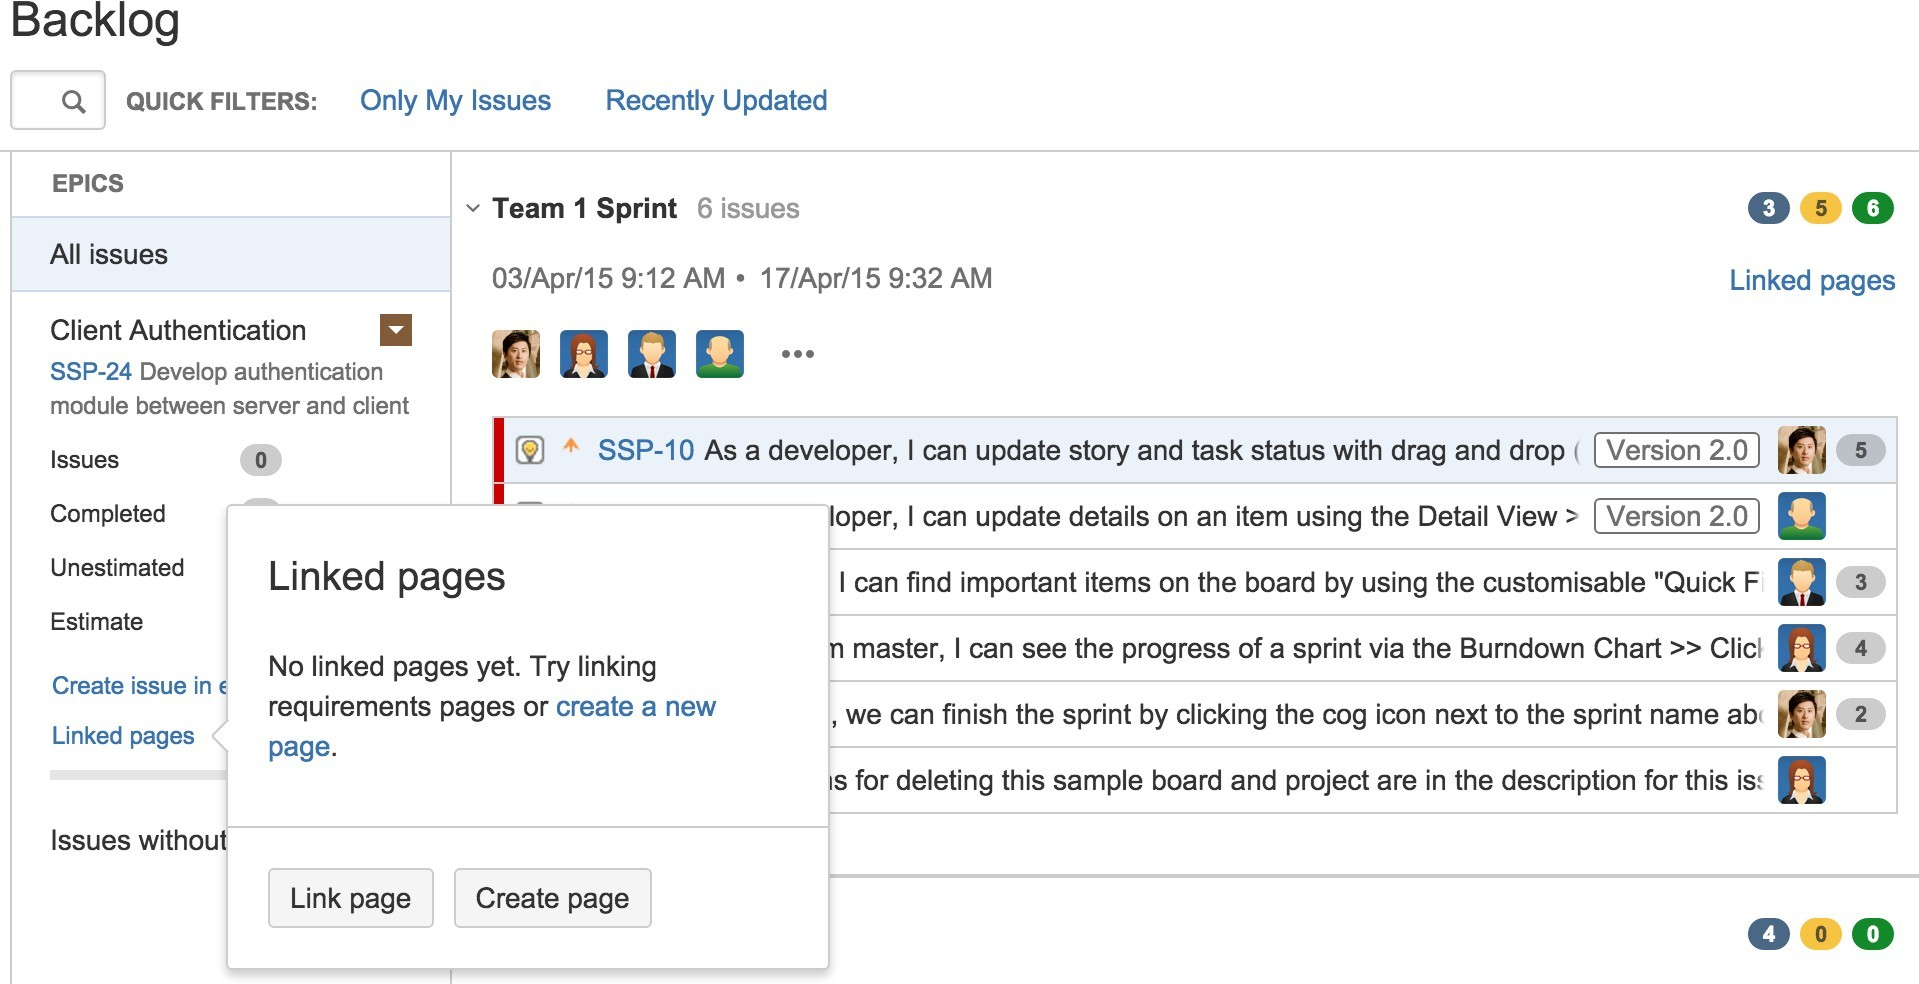 Backlog
QUICK FILTERS: Only My Issues Recently Updated
EPICS
All issues
Client Authentication
SSP-24 Develop authentication
module between server and client
Issues 0
Completed
Unestimated
Estimate
Create issue in
Linked pages
Issues without
Linked pages
No linked pages yet. Try linking
requirements pages or create a new
page.
Link page Create page
Team 1 Sprint 6 issues 3 5 6
03/Apr/15 9:12 AM • 17/Apr/15 9:32 AM Linked pages
•••
SSP-10 As a developer, I can update story and task status with drag and drop ( Version 2.0 5
loper, I can update details on an item using the Detail View > Version 2.0
I can find important items on the board by using the customisable "Quick Fi 3
m master, I can see the progress of a sprint via the Burndown Chart >> Click 4
, we can finish the sprint by clicking the cog icon next to the sprint name abo 2
ns for deleting this sample board and project are in the description for this iss
4 0 0